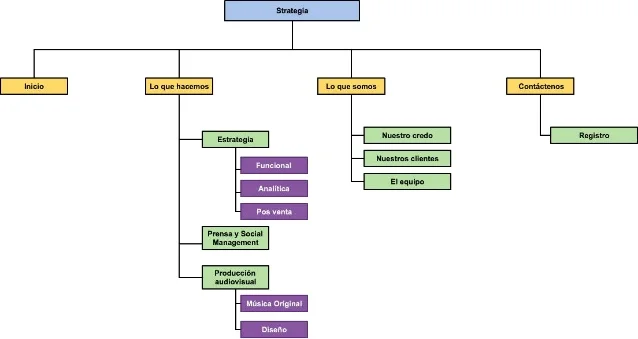 Strategia
Inicio
Lo que hacemos
Lo que somos
Contáctenos
Estrategia
Funcional
Analítica
Pos venta
Prensa y Social
Management
Producción
audiovisual
Música Original
Diseño
Nuestro credo
Nuestros clientes
El equipo
Registro